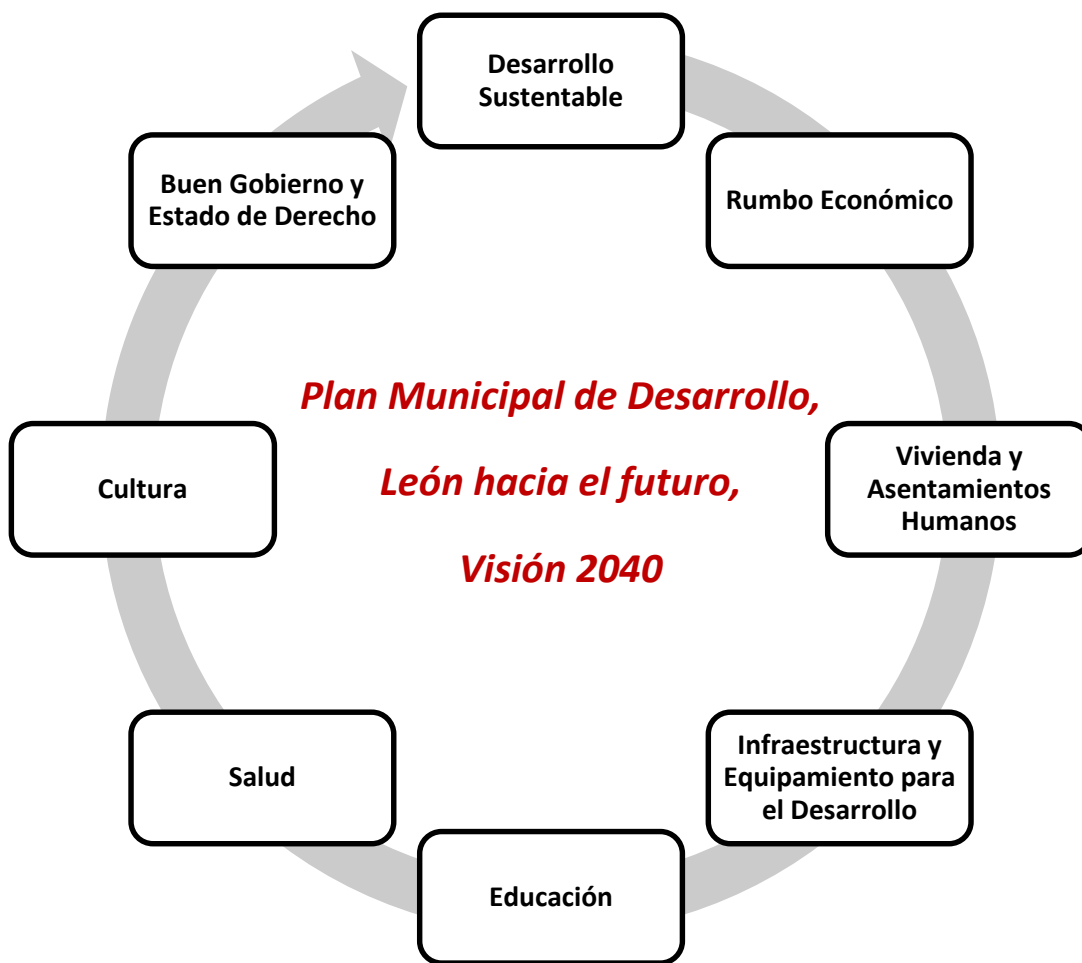 Desarrollo
Sustentable
Rumbo Económico
Vivienda y
Asentamientos
Humanos
Infraestructura y
Equipamiento para
el Desarrollo
Educación
Salud
Cultura
Buen Gobierno y
Estado de Derecho
Plan Municipal de Desarrollo,
León hacia el futuro,
Visión 2040